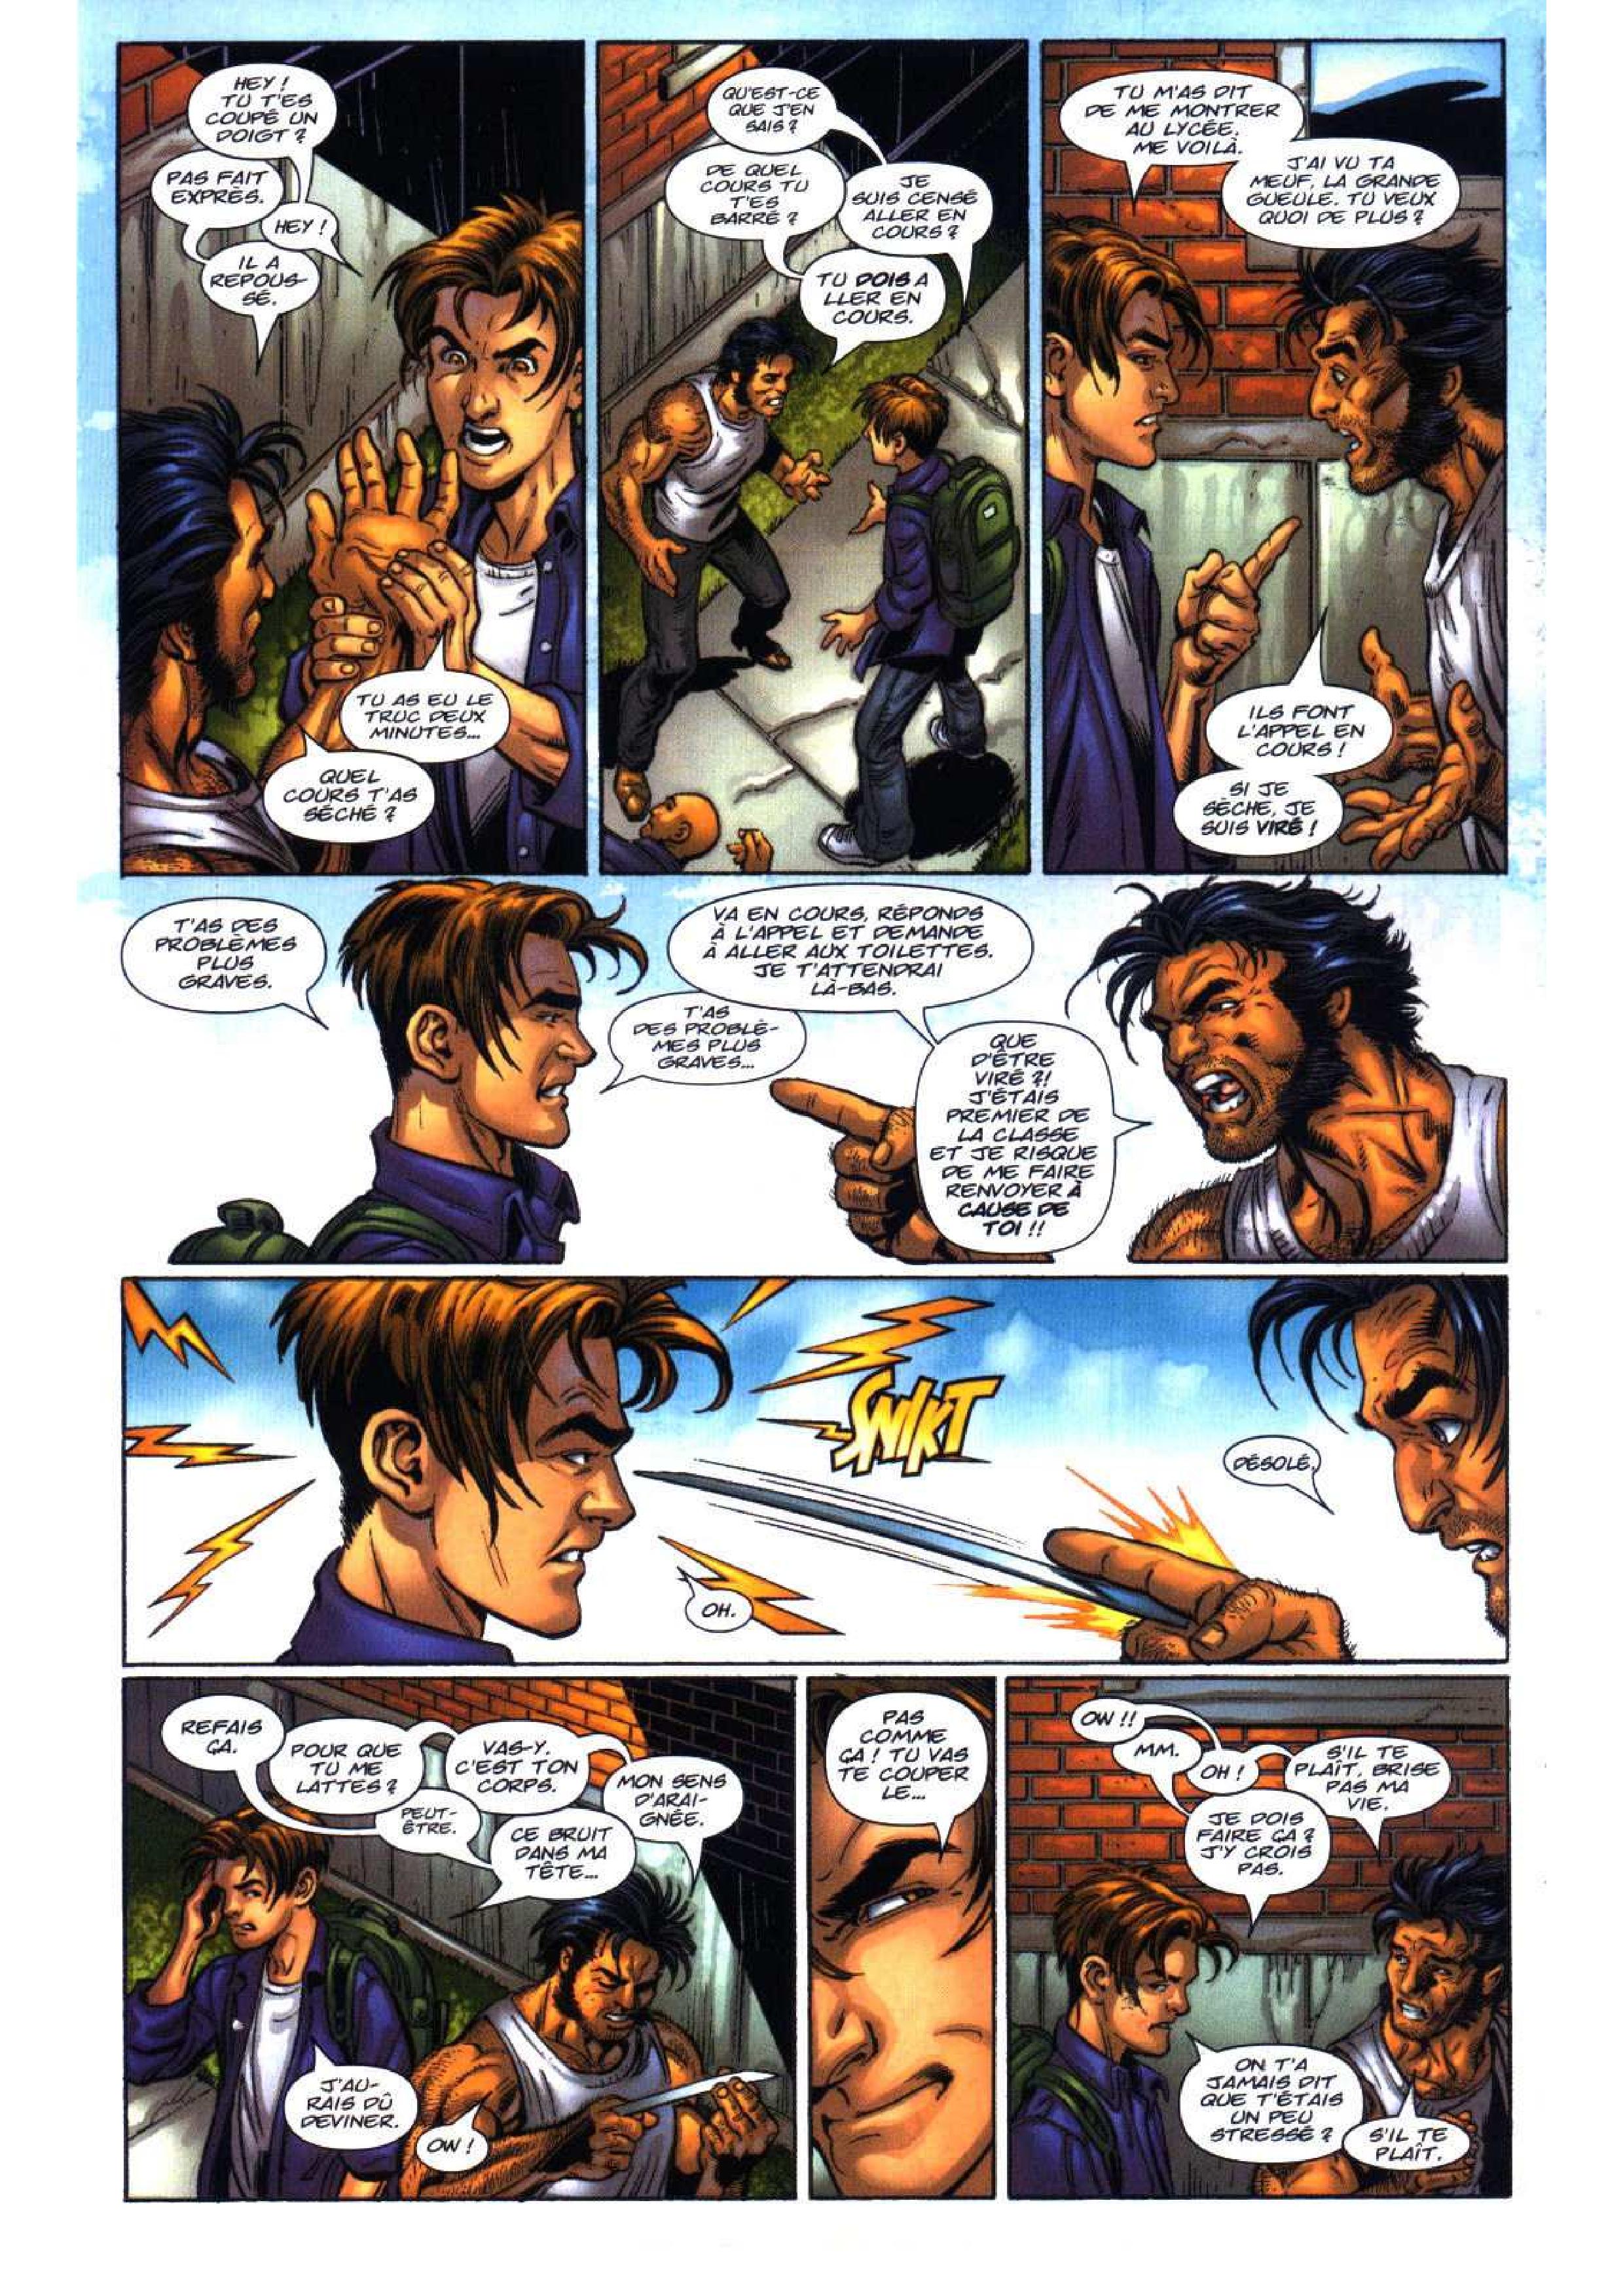 HEY !
TU T'ES
COUPÉ UN
DOIGT ?
PAS FAIT
EXPRÈS.
HEY !
IL A
REPOUS-
SÉ.
TU AS EU LE
TRUC DEUX
MINUTES...
QUEL
COURS T'AS
SÉCHÉ ?
QU'EST-CE
QUE J'EN
SAIS ?
DE QUEL
COURS TU
T'ES
BARRÉ ?
JE
SUIS CENSÉ
ALLER EN
COURS ?
TU DOIS A
LLER EN
COURS.
TU M'AS DIT
DE ME MONTRER
AU LYCÉE.
ME VOILÀ.
J'AI VU TA
MEUF, LA GRANDE
GUEULE. TU VEUX
QUOI DE PLUS ?
ILS FONT
L'APPEL EN
COURS !
SI JE
SÈCHE, JE
SUIS VIRÉ !
T'AS DES
PROBLÈMES
PLUS
GRAVES.
VA EN COURS, RÉPONDS
À L'APPEL ET DEMANDE
À ALLER AUX TOILETTES.
JE T'ATTENDRAI
LÀ-BAS.
T'AS
DES PROBLÈ-
MES PLUS
GRAVES...
QUE
D'ÊTRE
VIRÉ ?!
J'ÉTAIS
PREMIER DE
LA CLASSE
ET JE RISQUE
DE ME FAIRE
RENVOYER À
CAUSE DE
TOI !!
SNIKT
DÉSOLÉ.
OH.
REFAIS
ÇA.
POUR QUE
TU ME
LATTES ?
PEUT-
ÊTRE.
VAS-Y.
C'EST TON
CORPS.
CE BRUIT
DANS MA
TÊTE...
MON SENS
D'ARAI-
GNÉE.
J'AU-
RAIS DÛ
DEVINER.
OW !
PAS
COMME
ÇA ! TU VAS
TE COUPER
LE...
OW !!
MM.
OH !
S'IL TE
PLAÎT, BRISE
PAS MA
VIE.
JE DOIS
FAIRE ÇA ?
J'Y CROIS
PAS.
ON T'A
JAMAIS DIT
QUE T'ÉTAIS
UN PEU
STRESSÉ ?
S'IL TE
PLAÎT.